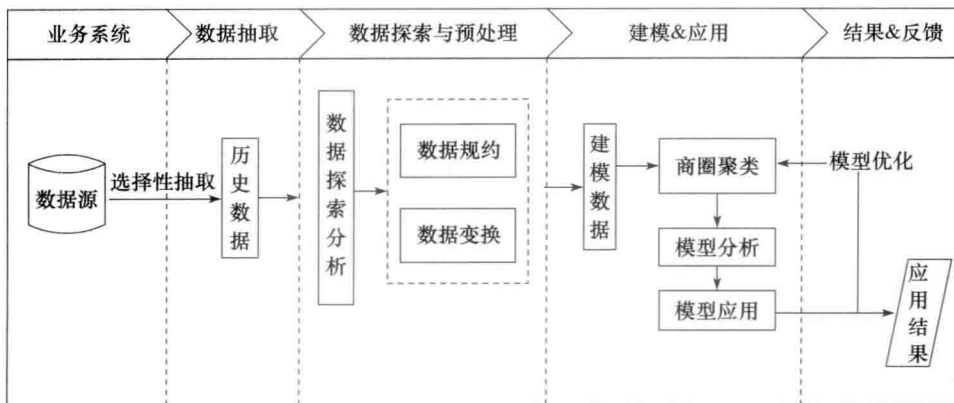 业务系统
数据抽取
数据探索与预处理
建模&应用
结果&反馈
数据源
选择性抽取
历史数据
数据探索分析
数据规约
数据变换
建模数据
商圈聚类
模型分析
模型应用
模型优化
应用结果